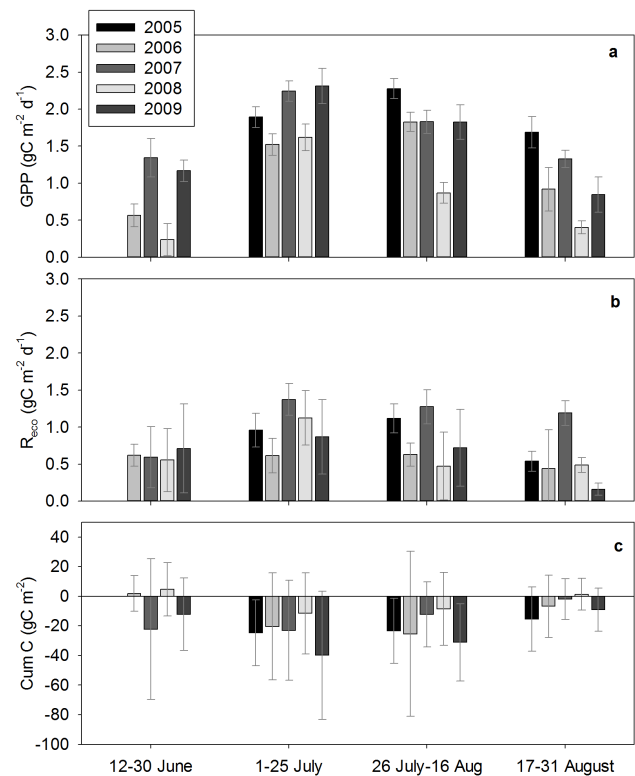 3.0
2.5
2.0
1.5
1.0
0.5
0.0
GPP (gC m⁻² d⁻¹)
2005
2006
2007
2008
2009
a
3.0
2.5
2.0
1.5
1.0
0.5
0.0
R_eco (gC m⁻² d⁻¹)
b
40
20
0
-20
-40
-60
-80
-100
Cum C (gC m⁻²)
c
12-30 June
1-25 July
26 July-16 Aug
17-31 August